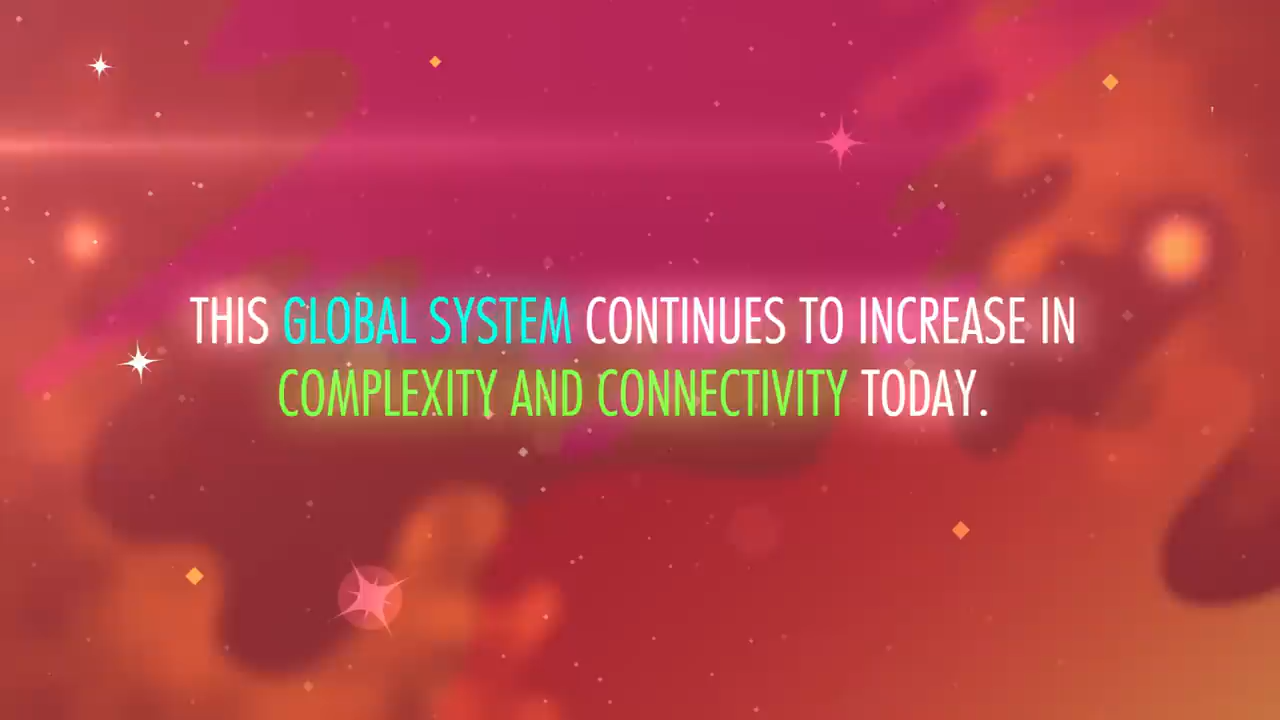 THIS GLOBAL SYSTEM CONTINUES TO INCREASE IN
COMPLEXITY AND CONNECTIVITY TODAY.